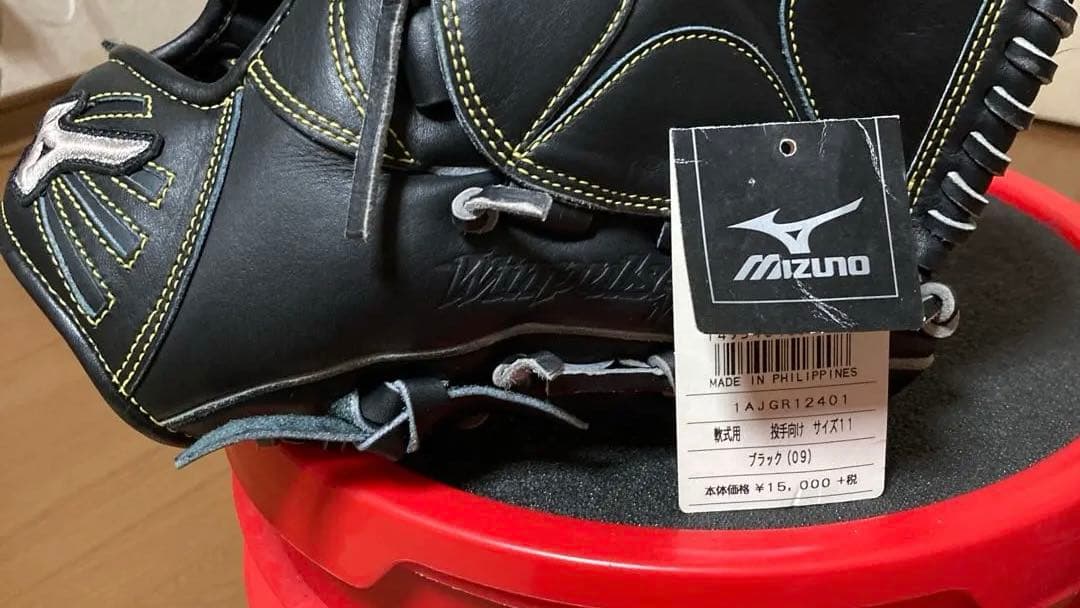 Winpuls
MIZUNO
MADE IN PHILIPPINES
1AJGR12401
軟式用 投手向け サイズ11
ブラック(09)
本体価格 ¥15,000 +税